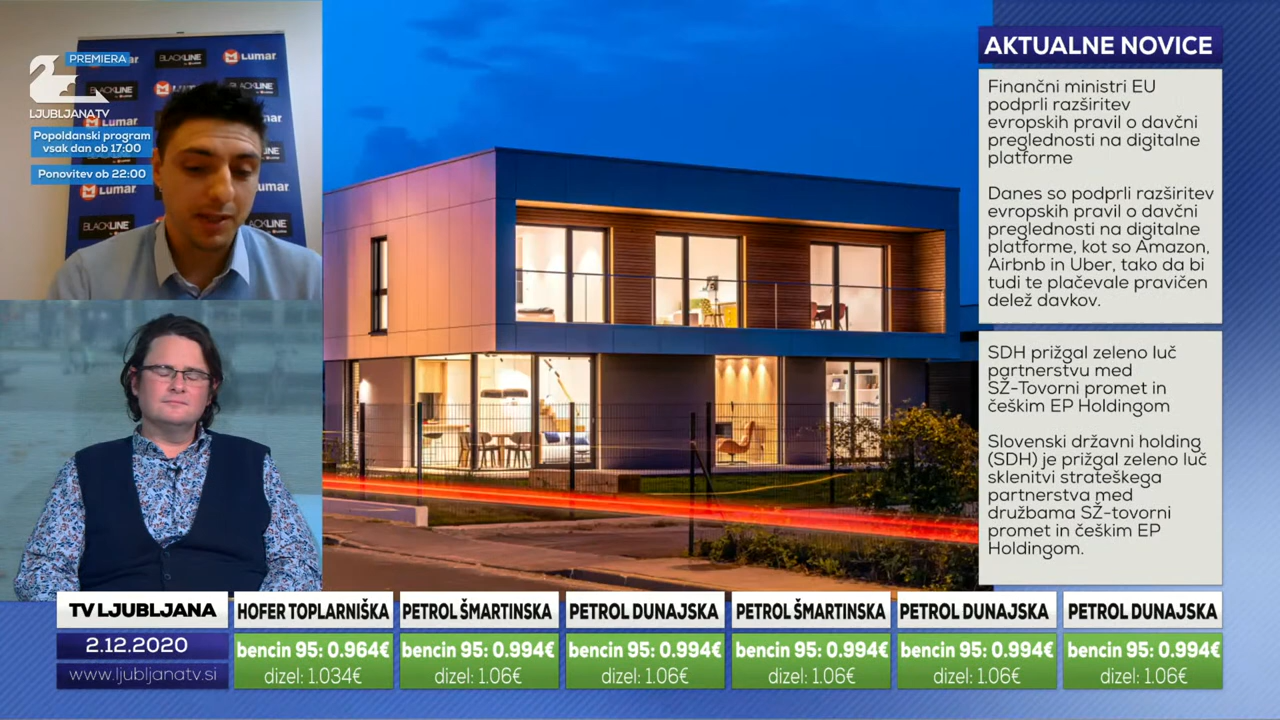 PREMIERA
LJUBLJANATV
Popoldanski program
vsak dan ob 17:00
Ponovitev ob 22:00
BLACKLINE
Lumar
BLACKLINE
BLACKLINE
Lumar
Lumar
BLACKLINE
BLACKLINE
AKTUALNE NOVICE
Finančni ministri EU
podprli razširitev
evropskih pravil o davčni
preglednosti na digitalne
platforme
Danes so podprli razširitev
evropskih pravil o davčni
preglednosti na digitalne
platforme, kot so Amazon,
Airbnb in Uber, tako da bi
tudi te plačevale pravičen
delež davkov.
SDH prižgal zeleno luč
partnerstvu med
SŽ-Tovorni promet in
češkim EP Holdingom
Slovenski državni holding
(SDH) je prižgal zeleno luč
sklenitvi strateškega
partnerstva med
družbama SŽ-tovorni
promet in češkim EP
Holdingom.
TV LJUBLJANA
2.12.2020
www.ljubljanatv.si
HOFER TOPLARNIŠKA
bencin 95: 0.964€
dizel: 1.034€
PETROL ŠMARTINSKA
bencin 95: 0.994€
dizel: 1.06€
PETROL DUNAJSKA
bencin 95: 0.994€
dizel: 1.06€
PETROL ŠMARTINSKA
bencin 95: 0.994€
dizel: 1.06€
PETROL DUNAJSKA
bencin 95: 0.994€
dizel: 1.06€
PETROL DUNAJSKA
bencin 95: 0.994€
dizel: 1.06€